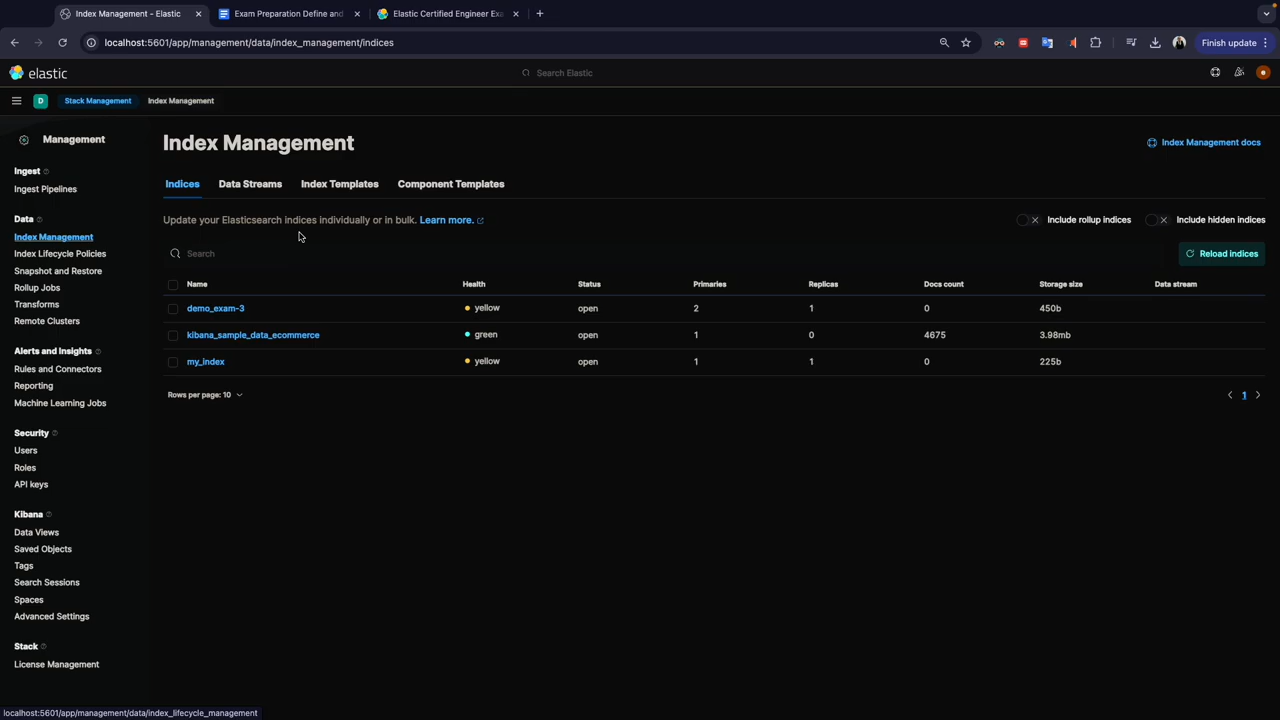 Index Management - Elastic
Exam Preparation Define and
Elastic Certified Engineer Exa
localhost:5601/app/management/data/index_management/indices
Finish update
elastic
Search Elastic
D
Stack Management
Index Management
Management
Ingest
Ingest Pipelines
Data
Index Management
Index Lifecycle Policies
Snapshot and Restore
Rollup Jobs
Transforms
Remote Clusters
Alerts and Insights
Rules and Connectors
Reporting
Machine Learning Jobs
Security
Users
Roles
API keys
Kibana
Data Views
Saved Objects
Tags
Search Sessions
Spaces
Advanced Settings
Stack
License Management
Index Management
Index Management docs
Indices Data Streams Index Templates Component Templates
Update your Elasticsearch indices individually or in bulk. Learn more.
Include rollup indices
Include hidden indices
Search
Reload indices
Name Health Status Primaries Replicas Docs count Storage size Data stream
demo_exam-3 yellow open 2 1 0 450b
kibana_sample_data_ecommerce green open 1 0 4675 3.98mb
my_index yellow open 1 1 0 225b
Rows per page: 10
1
localhost:5601/app/management/data/index_lifecycle_management